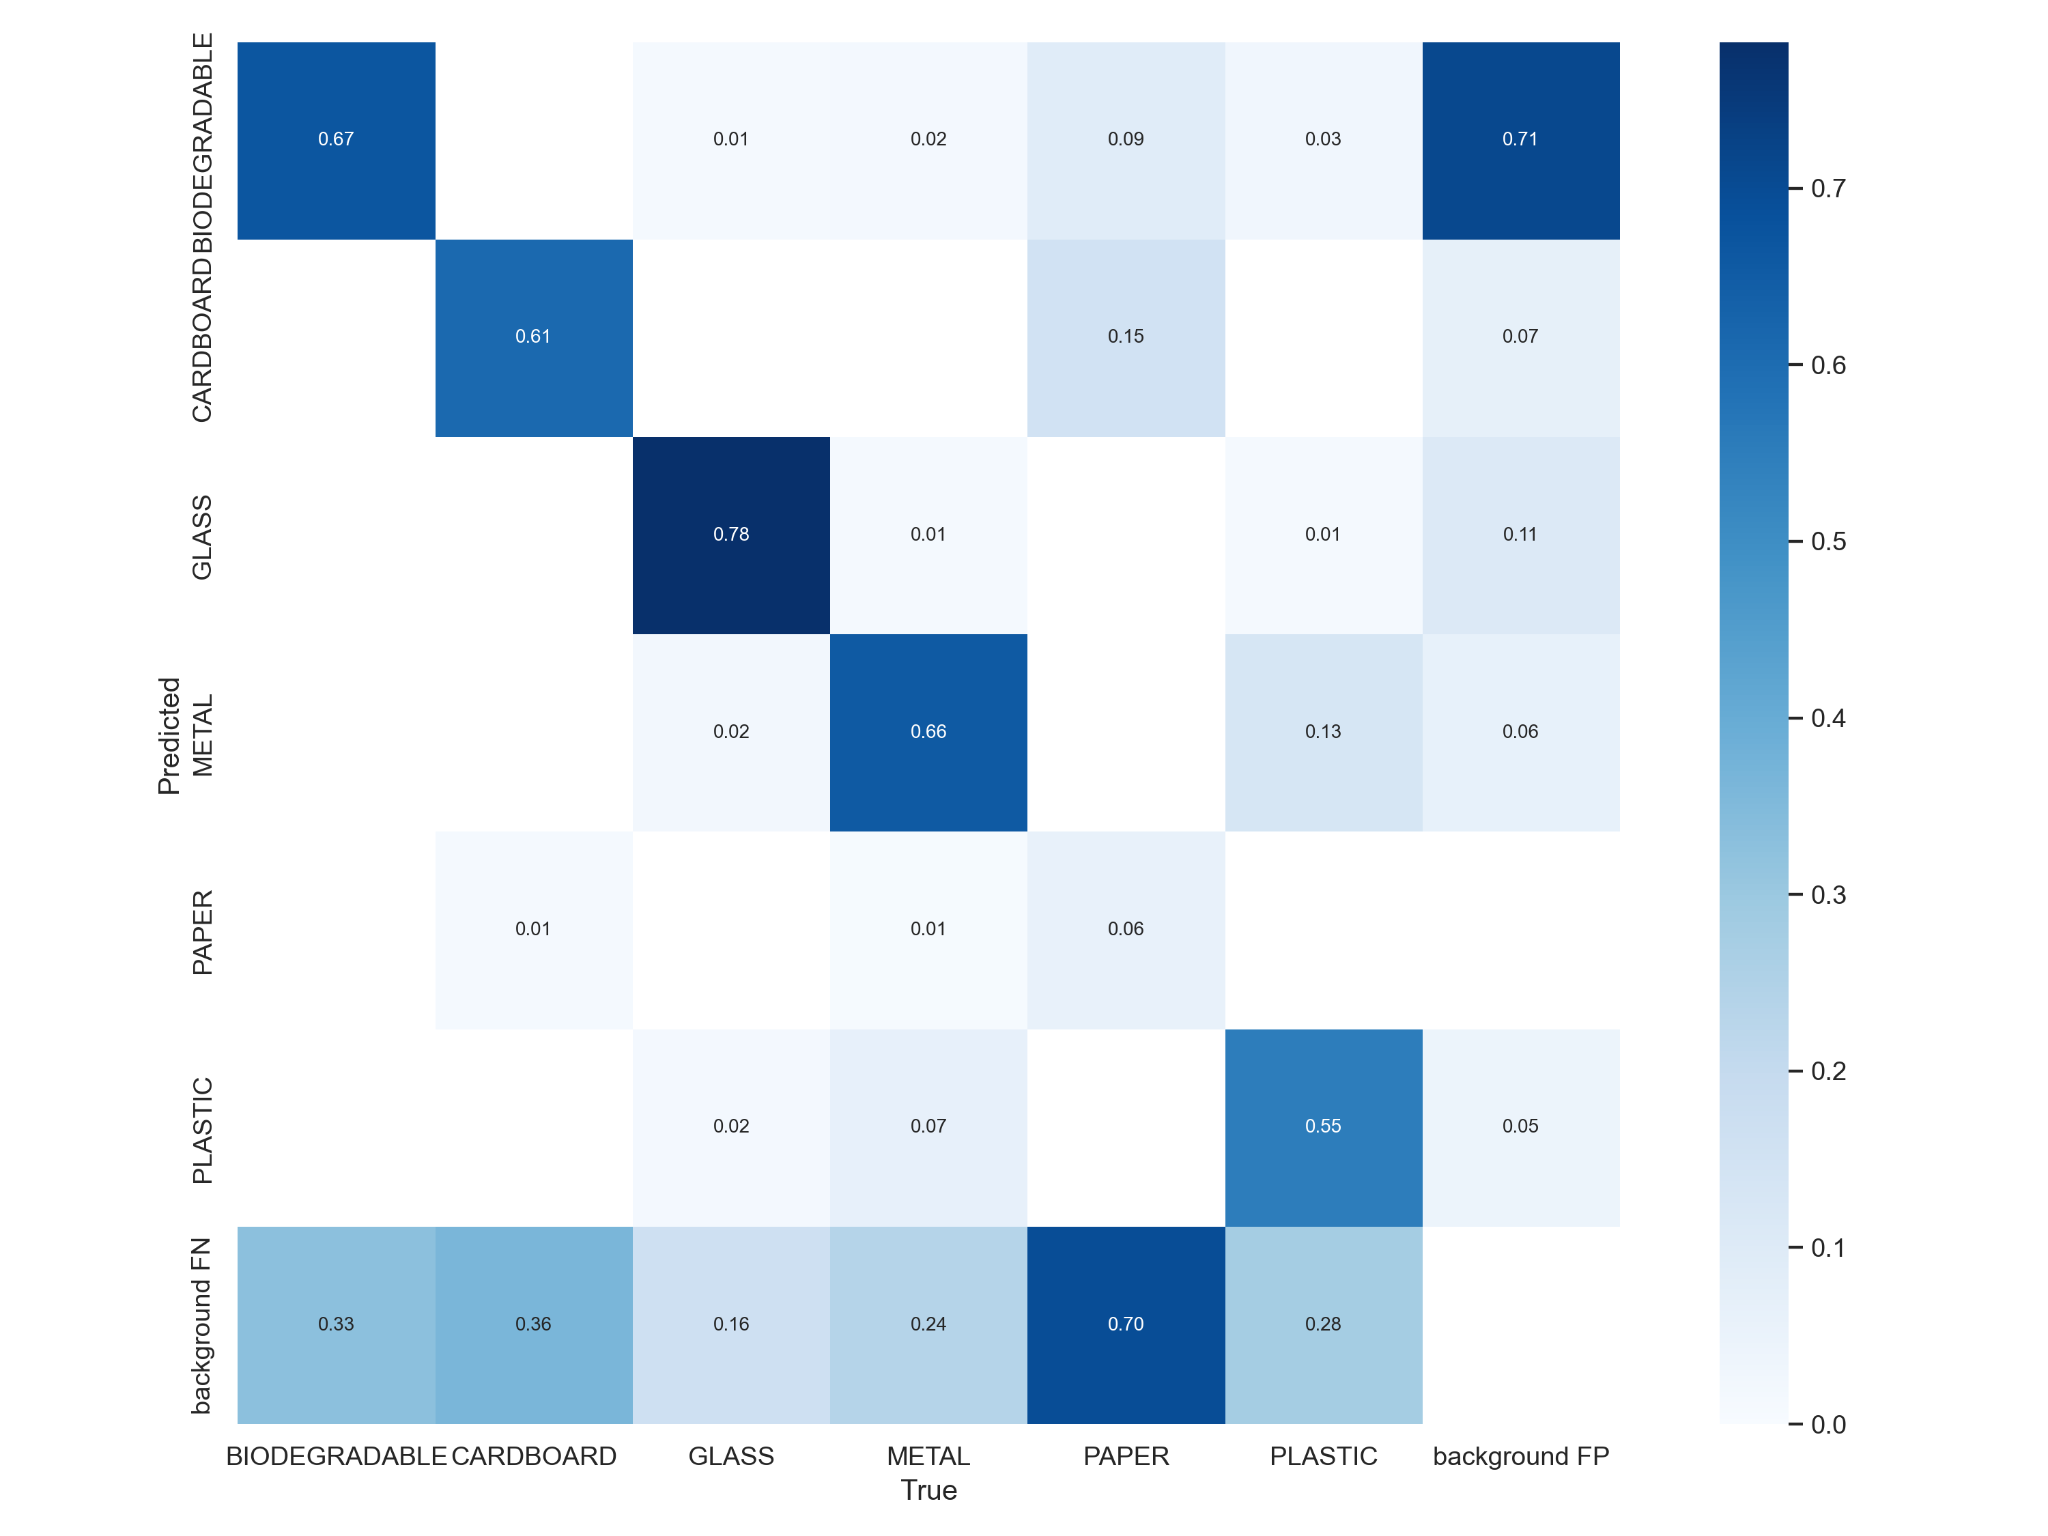 BIODEGRADABLE
0.67
0.01
0.02
0.09
0.03
0.71
CARDBOARD
0.61
0.15
0.07
GLASS
0.78
0.01
0.01
0.11
Predicted
METAL
0.02
0.66
0.13
0.06
PAPER
0.01
0.01
0.06
PLASTIC
0.02
0.07
0.55
0.05
background FN
0.33
0.36
0.16
0.24
0.70
0.28
BIODEGRADABLE
CARDBOARD
GLASS
METAL
PAPER
PLASTIC
background FP
True
0.7
0.6
0.5
0.4
0.3
0.2
0.1
0.0